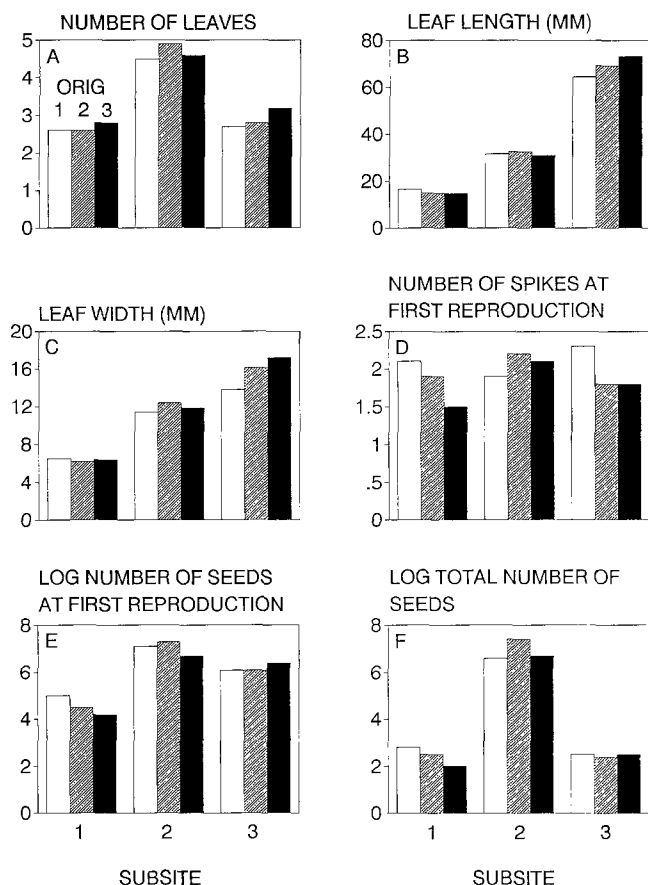 NUMBER OF LEAVES
A
ORIG
1 2 3
5
4
3
2
1
0
LEAF LENGTH (MM)
B
80
60
40
20
0
LEAF WIDTH (MM)
C
20
16
12
8
4
0
NUMBER OF SPIKES AT
FIRST REPRODUCTION
D
2.5
2
1.5
1
.5
0
LOG NUMBER OF SEEDS
AT FIRST REPRODUCTION
E
8
6
4
2
0
1 2 3
SUBSITE
LOG TOTAL NUMBER OF
SEEDS
F
8
6
4
2
0
1 2 3
SUBSITE